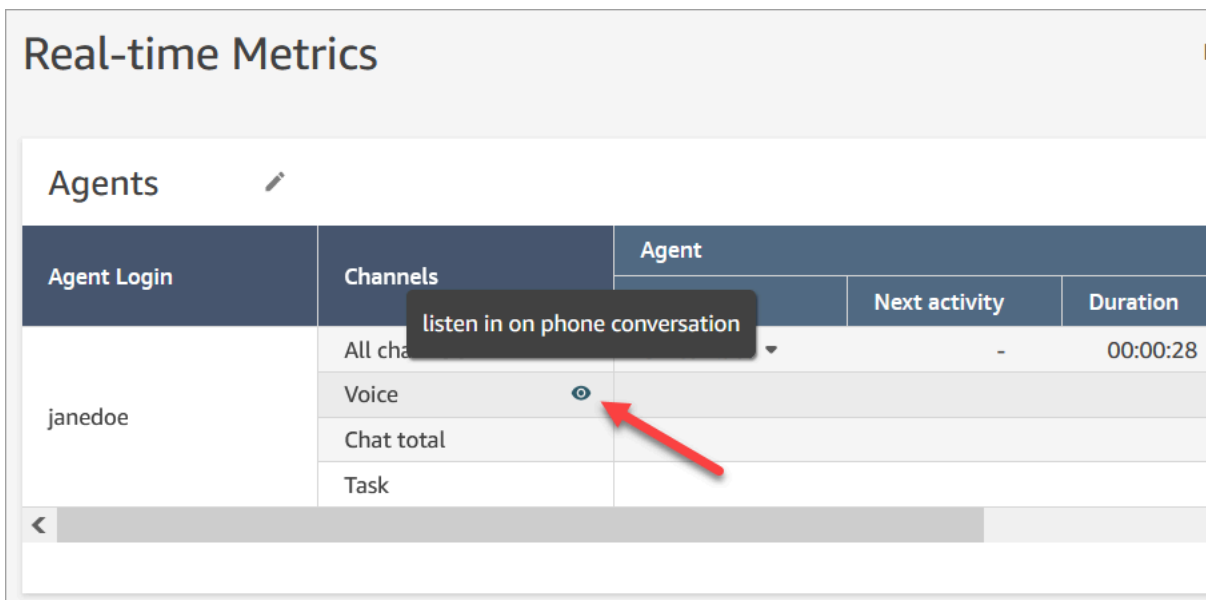 Real-time Metrics
Agents
Agent Login
Channels
Agent
Next activity
Duration
listen in on phone conversation
All cha
-
00:00:28
janedoe
Voice
Chat total
Task